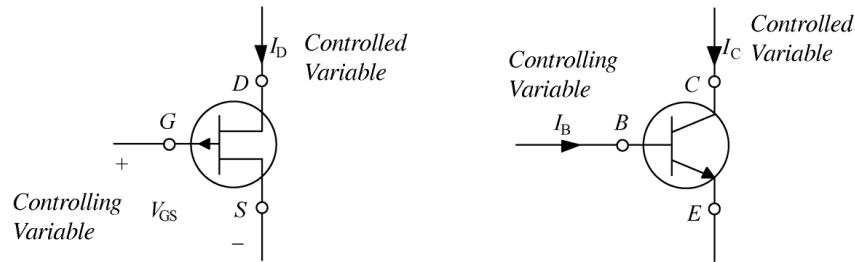 I_D
Controlled
Variable
D
G
+
Controlling
Variable
V_GS
S
–
I_C
Controlled
Variable
Controlling
Variable
C
I_B
B
E